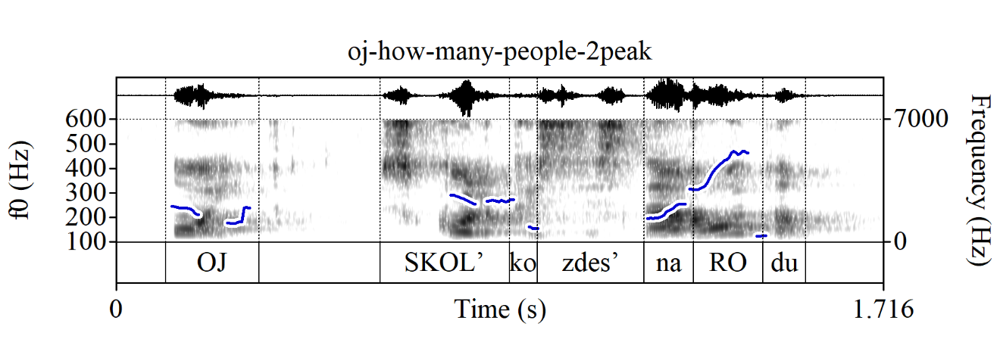 oj-how-many-people-2peak
600
500
400
300
200
100
f0 (Hz)
7000
0
Frequency (Hz)
OJ SKOL’ ko zdes’ na RO du
0 Time (s) 1.716